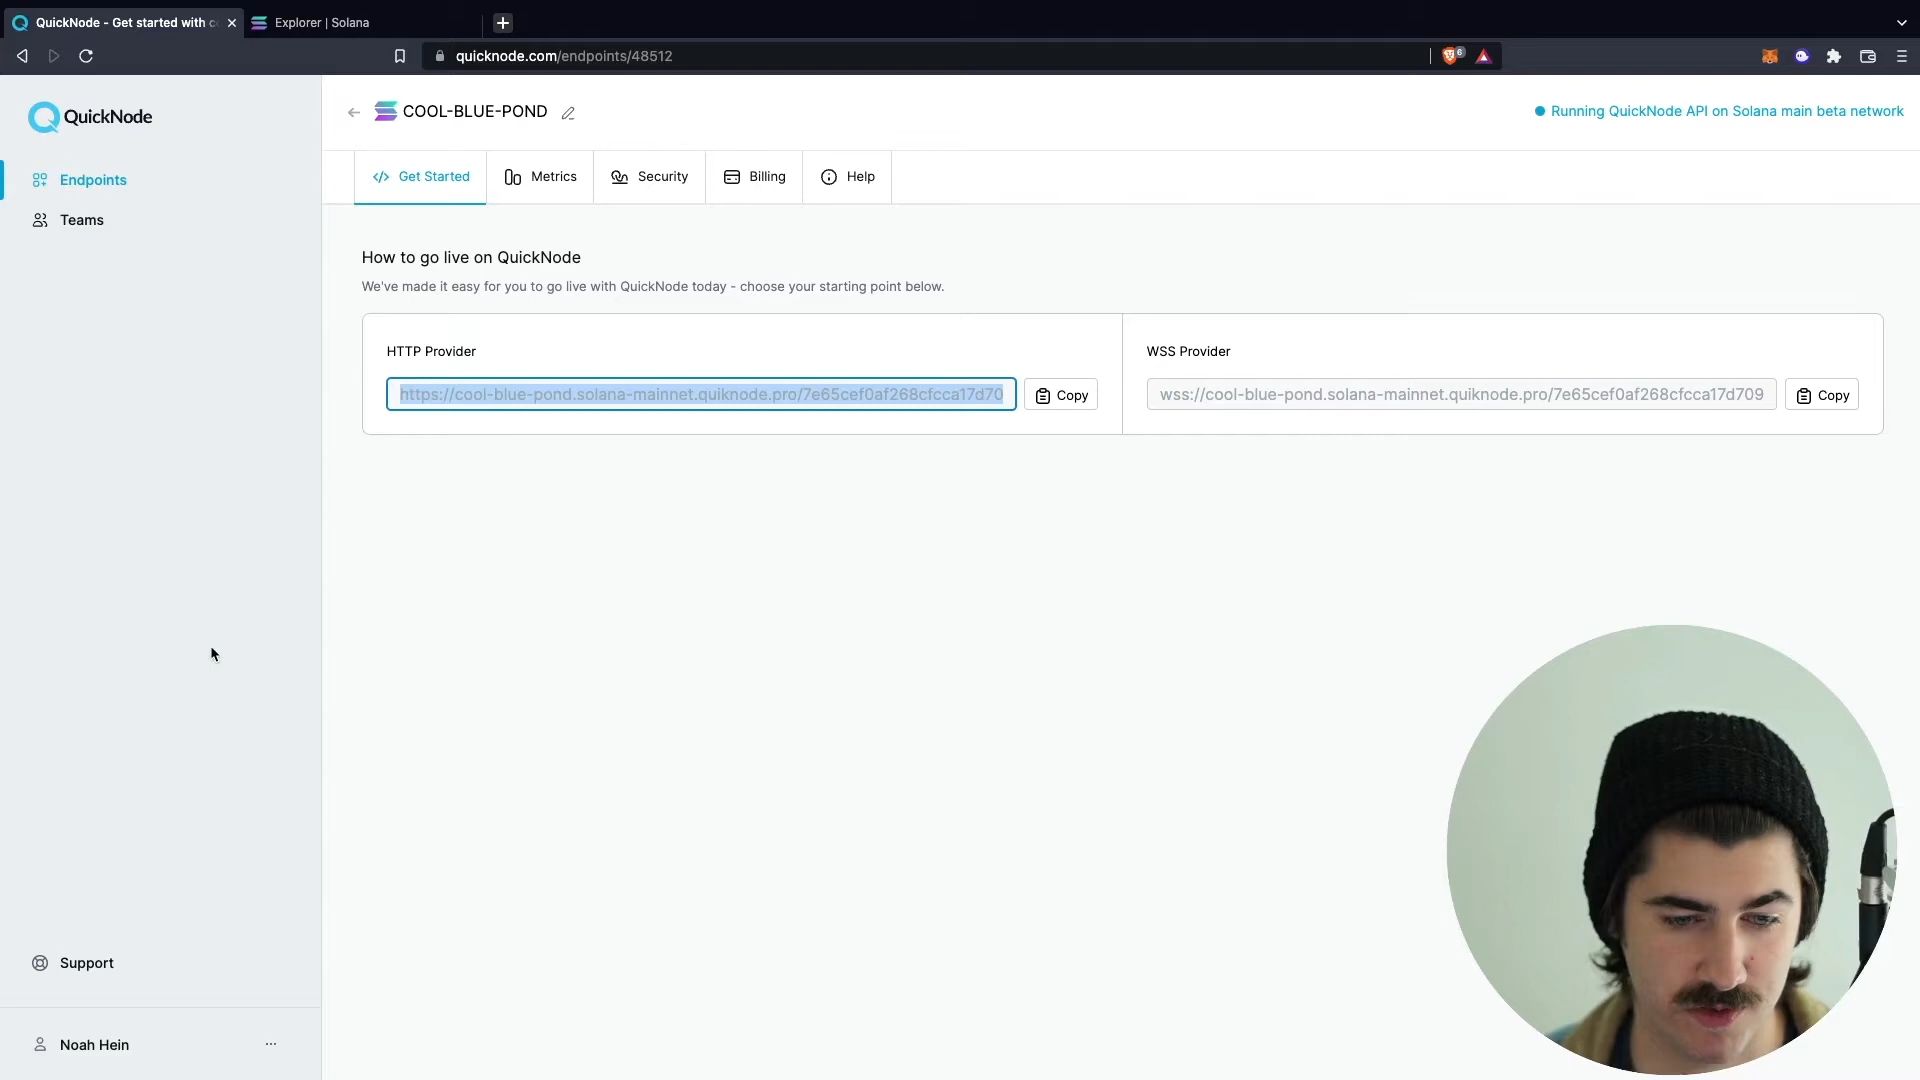 QuickNode - Get started with c
Explorer | Solana
quicknode.com/endpoints/48512
6
QuickNode
COOL-BLUE-POND
Running QuickNode API on Solana main beta network
Endpoints
Teams
Get Started
Metrics
Security
Billing
Help
How to go live on QuickNode
We've made it easy for you to go live with QuickNode today - choose your starting point below.
HTTP Provider
https://cool-blue-pond.solana-mainnet.quiknode.pro/7e65cef0af268cfcca17d70
Copy
WSS Provider
wss://cool-blue-pond.solana-mainnet.quiknode.pro/7e65cef0af268cfcca17d709
Copy
Support
Noah Hein